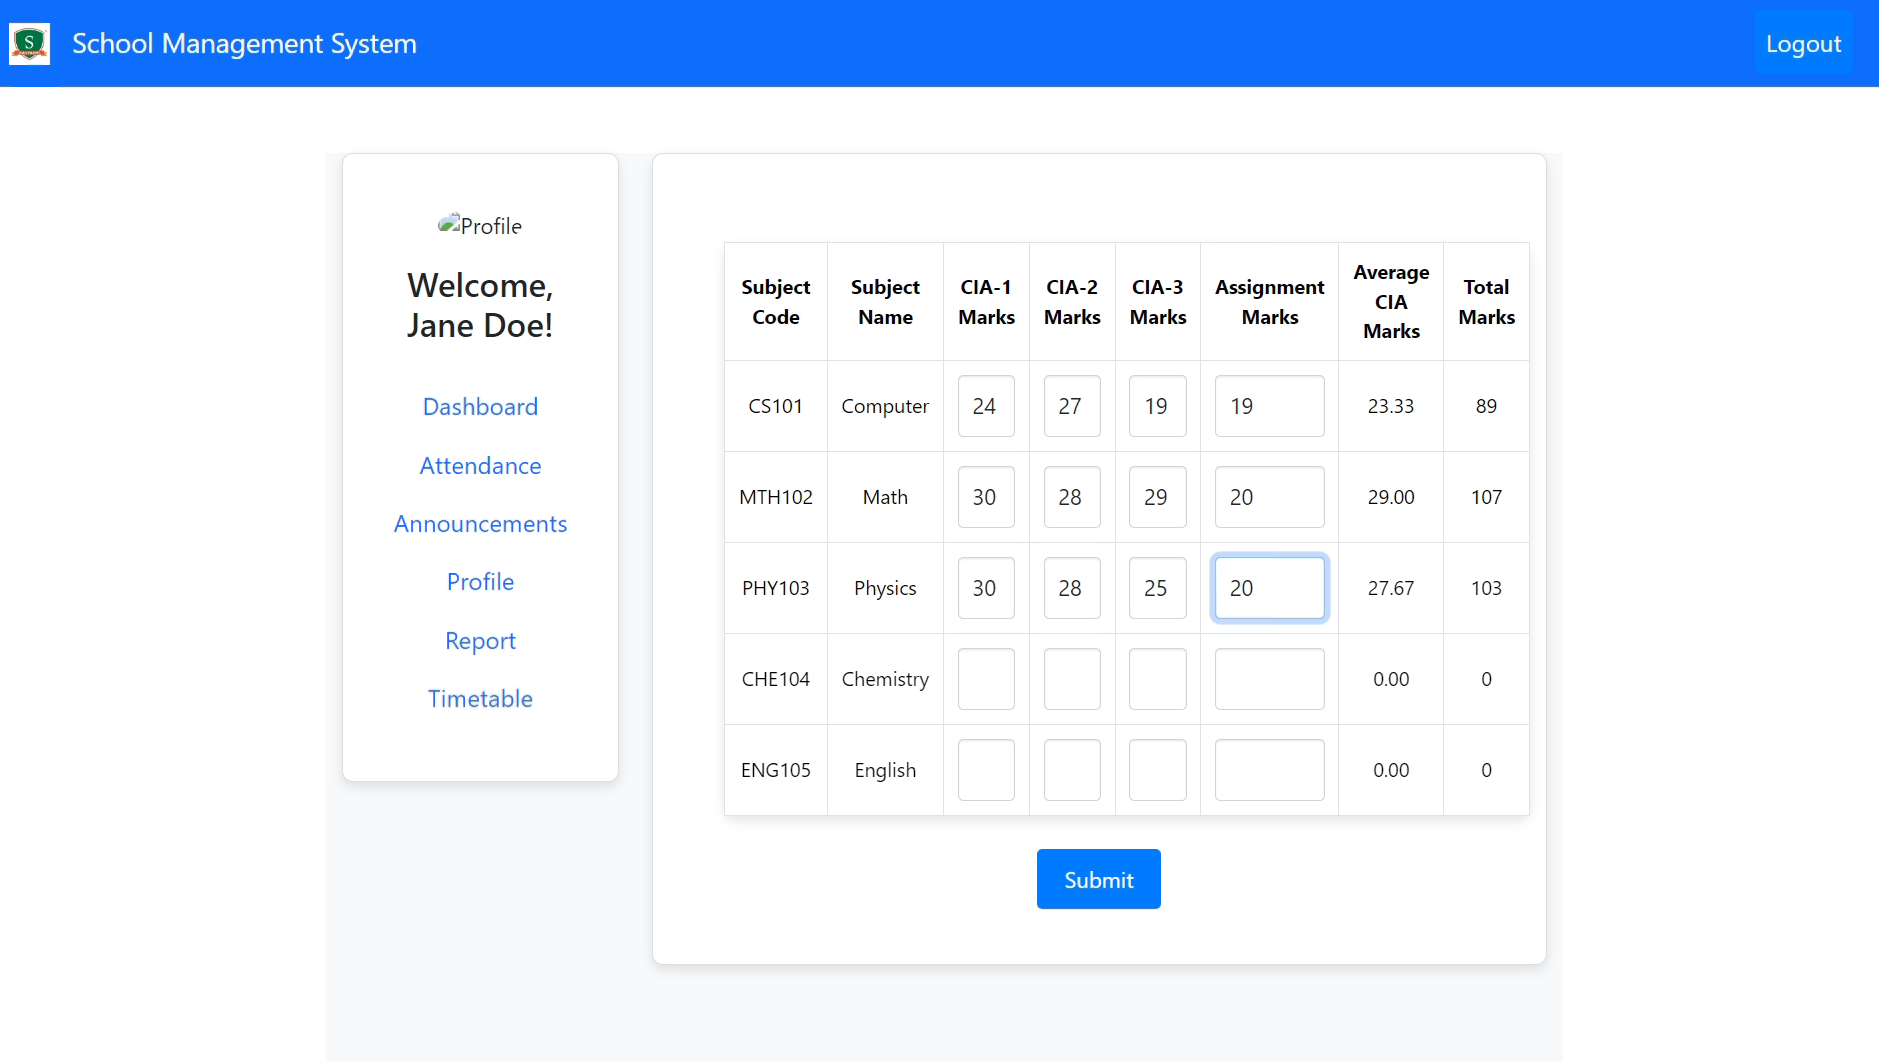 S
School Management System
Logout
Profile
Welcome,
Jane Doe!
Dashboard
Attendance
Announcements
Profile
Report
Timetable
Subject Code Subject Name CIA-1 Marks CIA-2 Marks CIA-3 Marks Assignment Marks Average CIA Marks Total Marks
CS101 Computer 24 27 19 19 23.33 89
MTH102 Math 30 28 29 20 29.00 107
PHY103 Physics 30 28 25 20 27.67 103
CHE104 Chemistry 0.00 0
ENG105 English 0.00 0
Submit